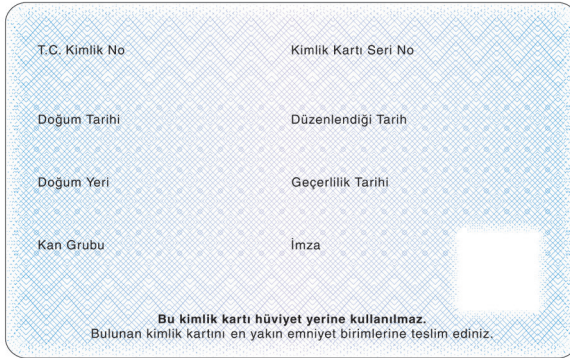 T.C. Kimlik No
Kimlik Kartı Seri No
Doğum Tarihi
Düzenlendiği Tarih
Doğum Yeri
Geçerlilik Tarihi
Kan Grubu
İmza
Bu kimlik kartı hüviyet yerine kullanılmaz.
Bulunan kimlik kartını en yakın emniyet birimlerine teslim ediniz.